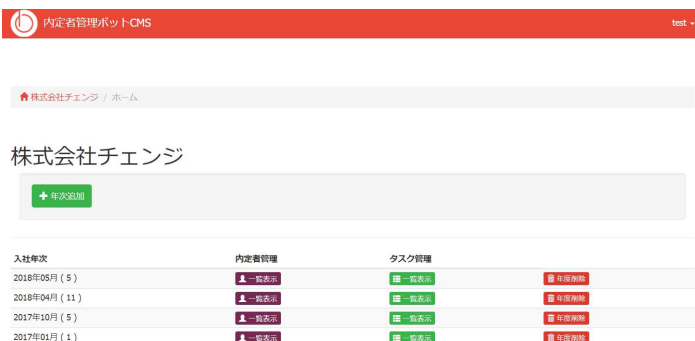 内定者管理ボットCMS test
株式会社チェンジ / ホーム
株式会社チェンジ
年次追加
入社年次 内定者管理 タスク管理
2018年05月 ( 5 ) 一覧表示 一覧表示 年度削除
2018年04月 ( 11 ) 一覧表示 一覧表示 年度削除
2017年10月 ( 5 ) 一覧表示 一覧表示 年度削除
2017年01月 ( 1 ) 一覧表示 一覧表示 年度削除